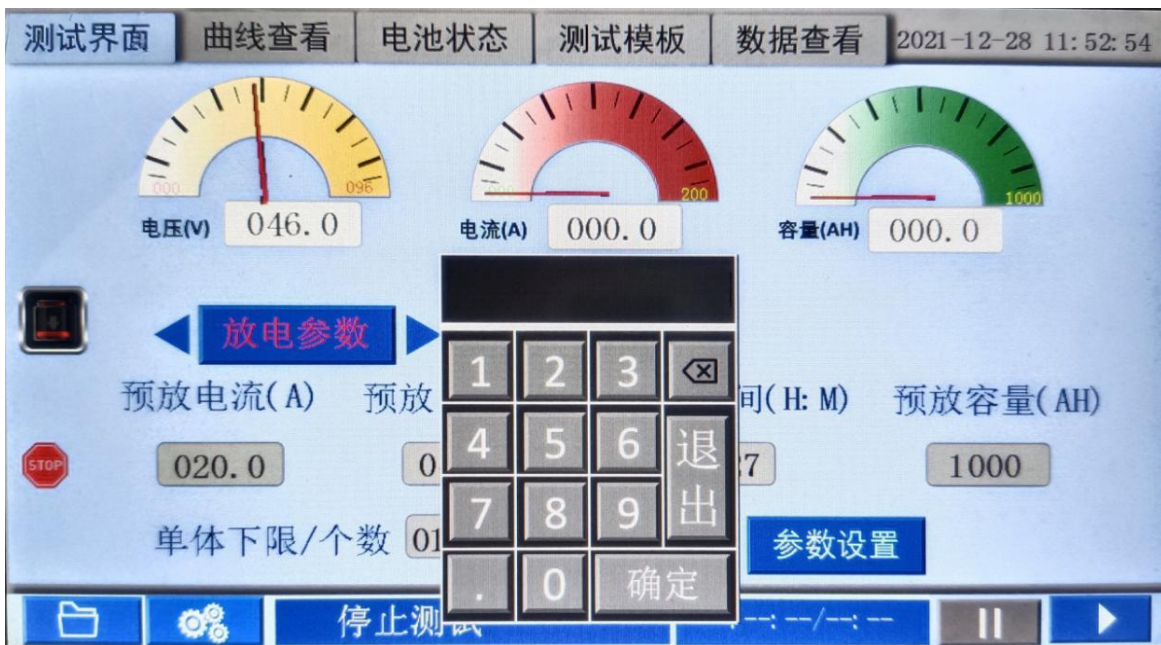 测试界面 曲线查看 电池状态 测试模板 数据查看 2021-12-28 11:52:54
000 096 200 1000
电压(V) 046.0 电流(A) 000.0 容量(AH) 000.0
放电参数
1 2 3
预放电流(A) 预放 间(H:M) 预放容量(AH)
4 5 6 退出
STOP 020.0 0 :7 1000
7 8 9
单体下限/个数 01 参数设置
. 0 确定
停止测试 --:--/--:--